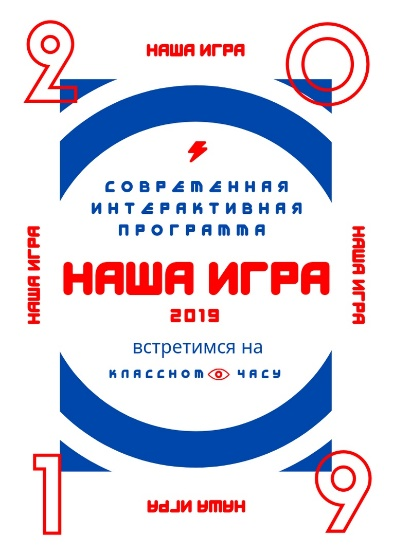 2
НАША ИГРА
0
СОВРЕМЕННАЯ
ИНТЕРАКТИВНАЯ
ПРОГРАММА
НАША ИГРА
НАША ИГРА
НАША ИГРА
2019
встретимся на
КЛАССНОМ ЧАСУ
1
НАША ИГРА
9